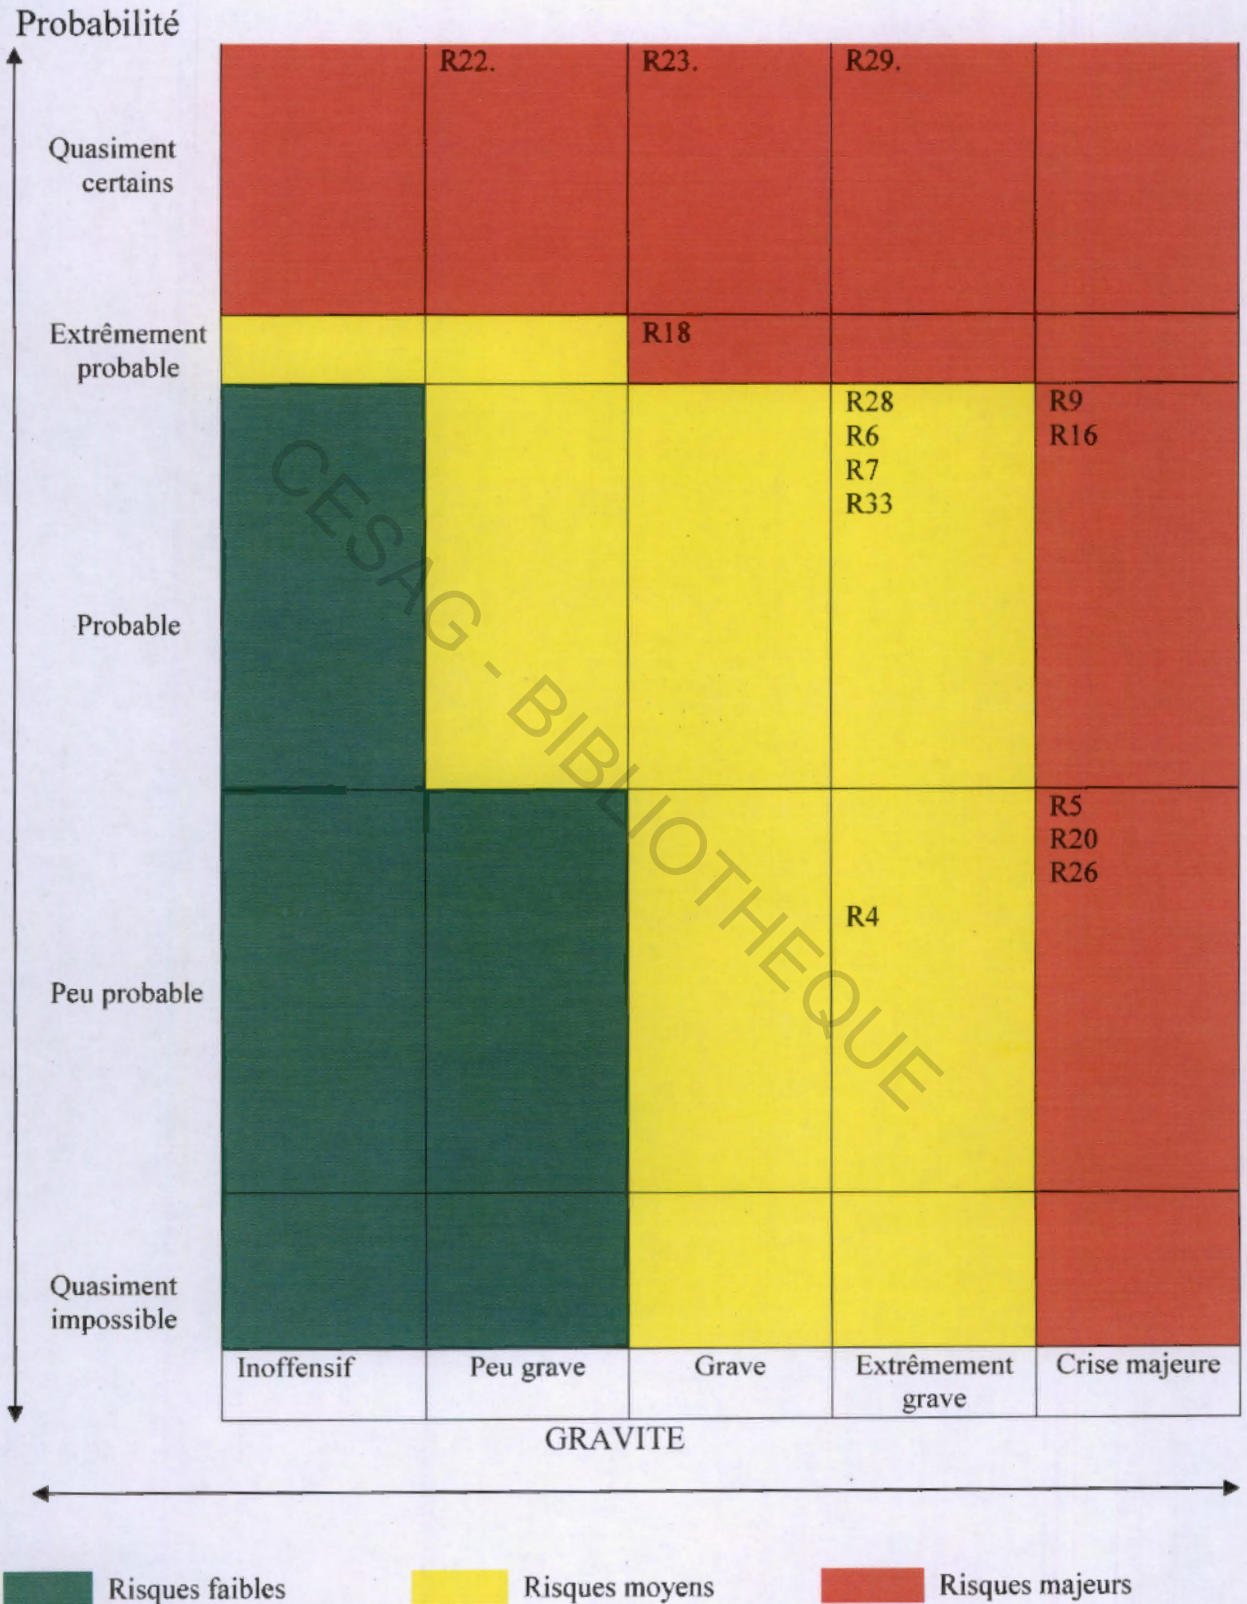 Probabilité
R22.
R23.
R29.
Quasiment
certains
Extrêmement
probable
R18
R28
R6
R7
R33
R9
R16
Probable
R5
R20
R26
R4
Peu probable
Quasiment
impossible
Inoffensif
Peu grave
Grave
Extrêmement
grave
Crise majeure
GRAVITE
Risques faibles
Risques moyens
Risques majeurs
CESAG - BIBLIOTHEQUE